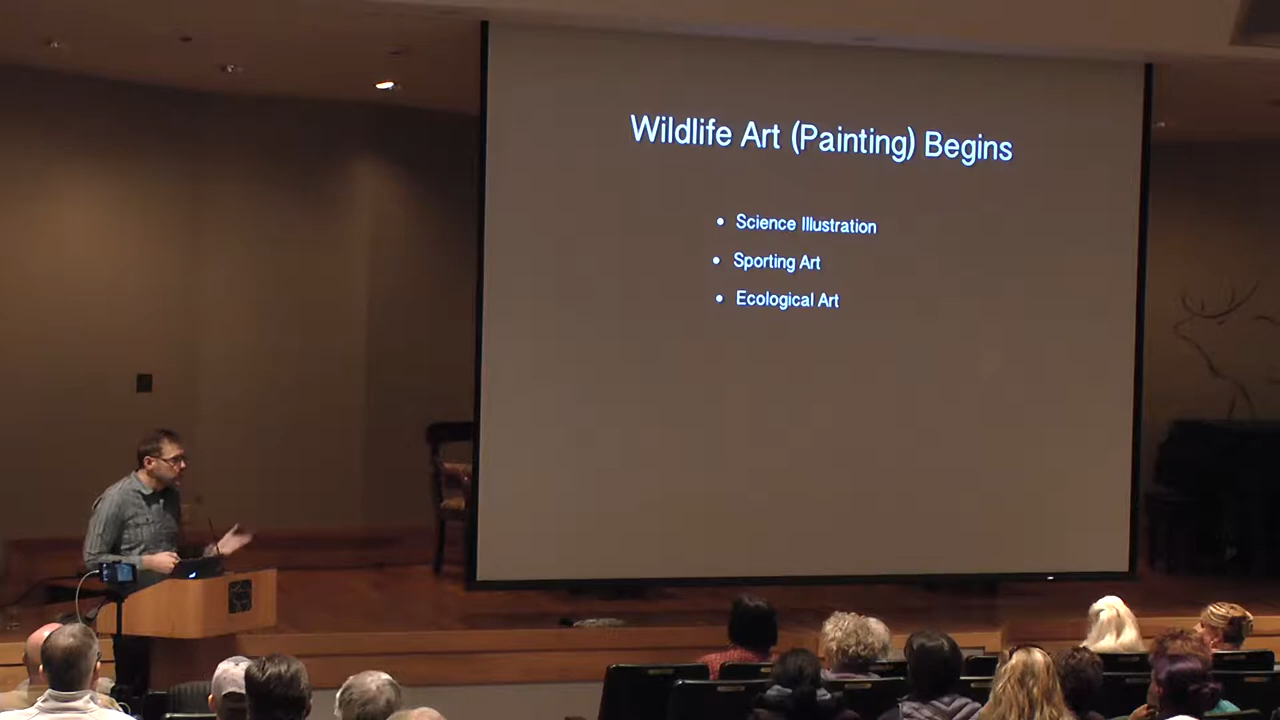 Wildlife Art (Painting) Begins
• Science Illustration
• Sporting Art
• Ecological Art